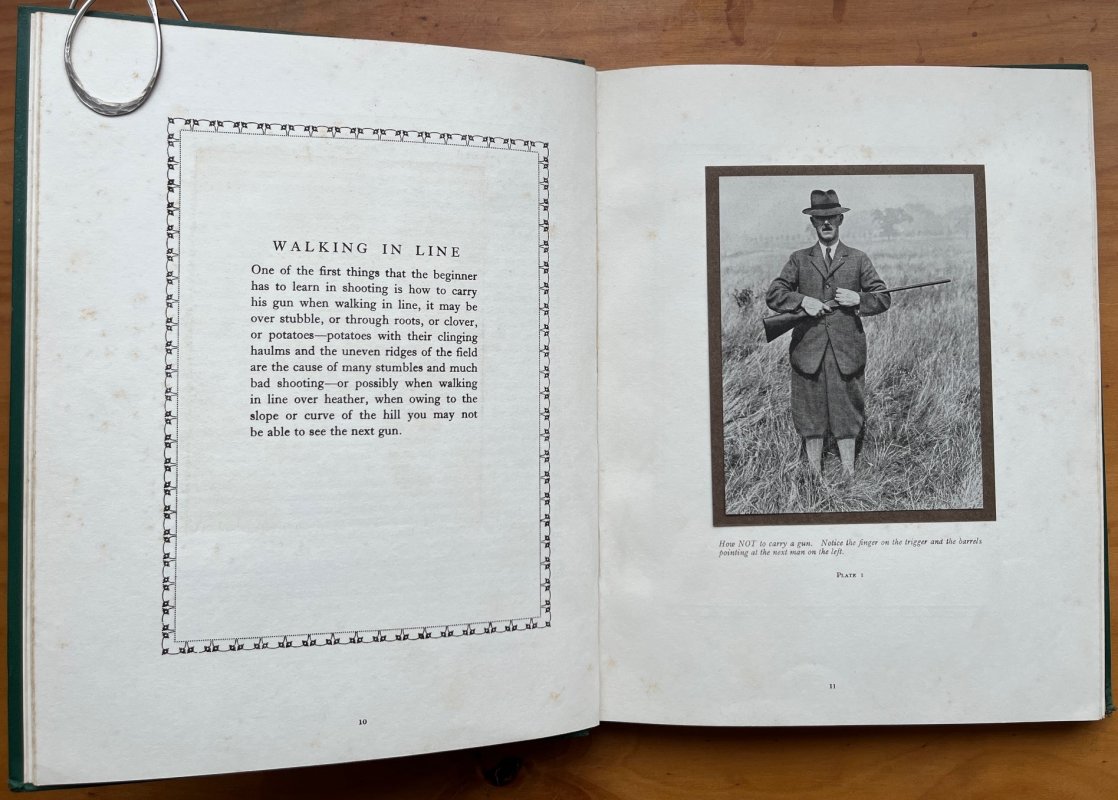 WALKING IN LINE
One of the first things that the beginner
has to learn in shooting is how to carry
his gun when walking in line, it may be
over stubble, or through roots, or clover,
or potatoes—potatoes with their clinging
haulms and the uneven ridges of the field
are the cause of many stumbles and much
bad shooting—or possibly when walking
in line over heather, when owing to the
slope or curve of the hill you may not
be able to see the next gun.
10
How NOT to carry a gun. Notice the finger on the trigger and the barrels
pointing at the next man on the left.
PLATE 1
11